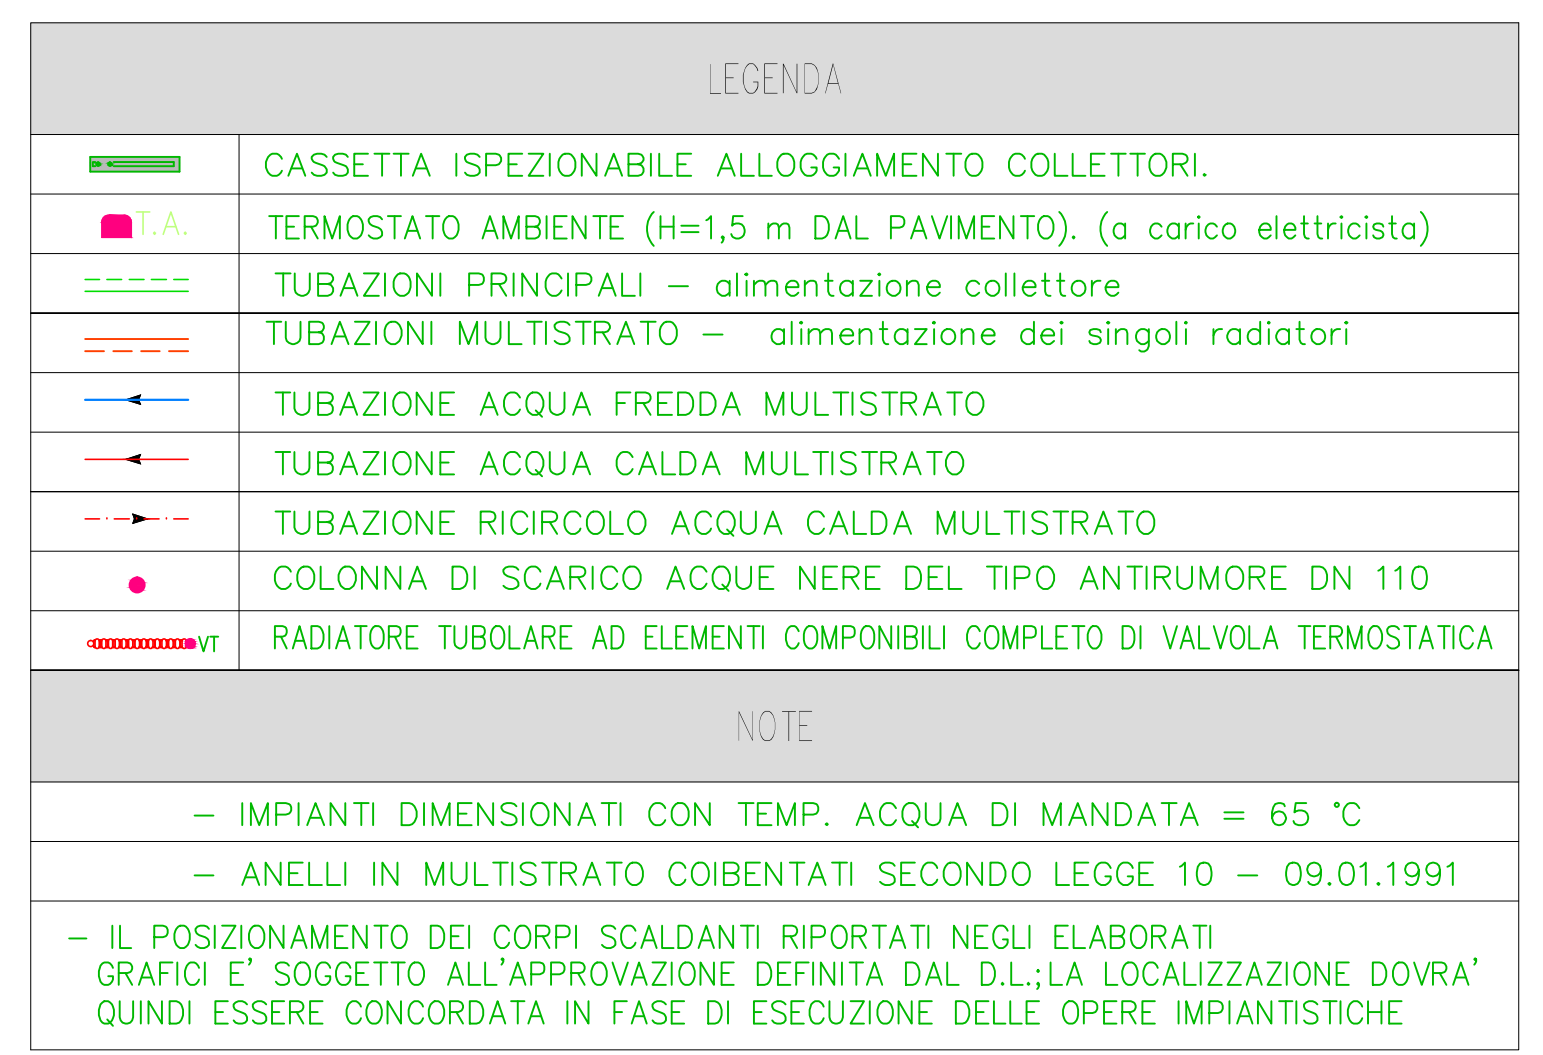 LEGENDA
CASSETTA ISPEZIONABILE ALLOGGIAMENTO COLLETTORI.
T.A. TERMOSTATO AMBIENTE (H=1,5 m DAL PAVIMENTO). (a carico elettricista)
TUBAZIONI PRINCIPALI – alimentazione collettore
TUBAZIONI MULTISTRATO – alimentazione dei singoli radiatori
TUBAZIONE ACQUA FREDDA MULTISTRATO
TUBAZIONE ACQUA CALDA MULTISTRATO
TUBAZIONE RICIRCOLO ACQUA CALDA MULTISTRATO
COLONNA DI SCARICO ACQUE NERE DEL TIPO ANTIRUMORE DN 110
VT RADIATORE TUBOLARE AD ELEMENTI COMPONIBILI COMPLETO DI VALVOLA TERMOSTATICA
NOTE
– IMPIANTI DIMENSIONATI CON TEMP. ACQUA DI MANDATA = 65 °C
– ANELLI IN MULTISTRATO COIBENTATI SECONDO LEGGE 10 – 09.01.1991
– IL POSIZIONAMENTO DEI CORPI SCALDANTI RIPORTATI NEGLI ELABORATI
GRAFICI E' SOGGETTO ALL'APPROVAZIONE DEFINITA DAL D.L.;LA LOCALIZZAZIONE DOVRA'
QUINDI ESSERE CONCORDATA IN FASE DI ESECUZIONE DELLE OPERE IMPIANTISTICHE